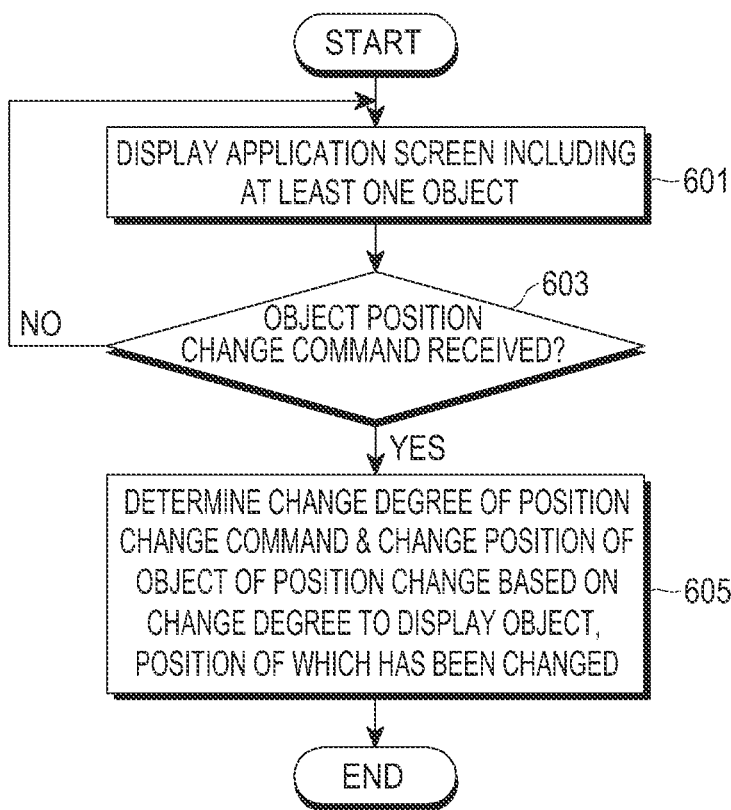 START
DISPLAY APPLICATION SCREEN INCLUDING
AT LEAST ONE OBJECT
601
603
OBJECT POSITION
CHANGE COMMAND RECEIVED?
NO
YES
DETERMINE CHANGE DEGREE OF POSITION
CHANGE COMMAND & CHANGE POSITION OF
OBJECT OF POSITION CHANGE BASED ON
CHANGE DEGREE TO DISPLAY OBJECT,
POSITION OF WHICH HAS BEEN CHANGED
605
END